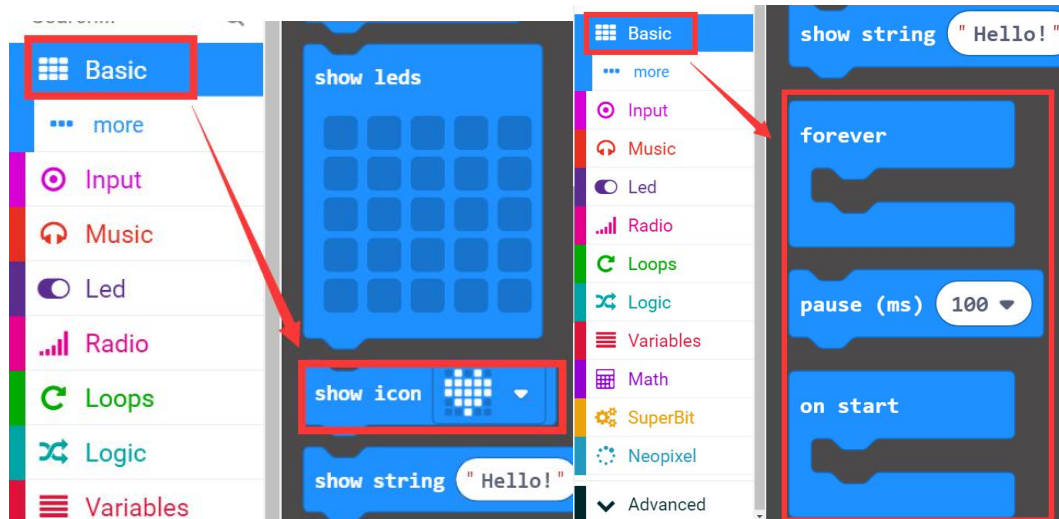 Search...
Basic
more
Input
Music
Led
Radio
Loops
Logic
Variables
show leds
show icon
show string "Hello!"
Basic
more
Input
Music
Led
Radio
Loops
Logic
Variables
Math
SuperBit
Neopixel
Advanced
show string "Hello!"
forever
pause (ms) 100
on start